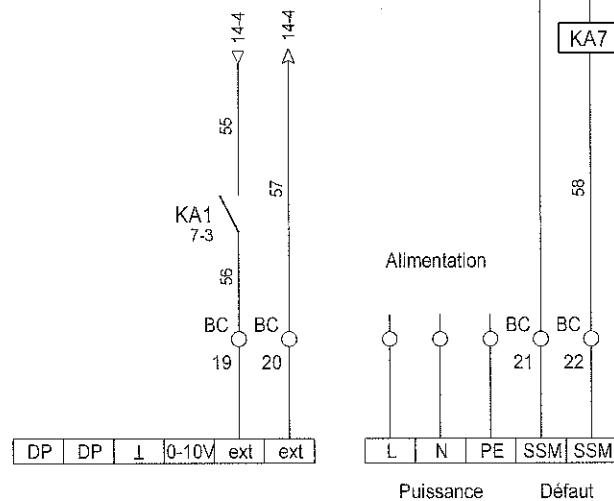 14-4 14-4
KA7
55
57
58
KA1
7-3
56
Alimentation
BC BC BC BC
19 20 21 22
DP DP ⊥ 0-10V ext ext L N PE SSM SSM
Puissance Défaut